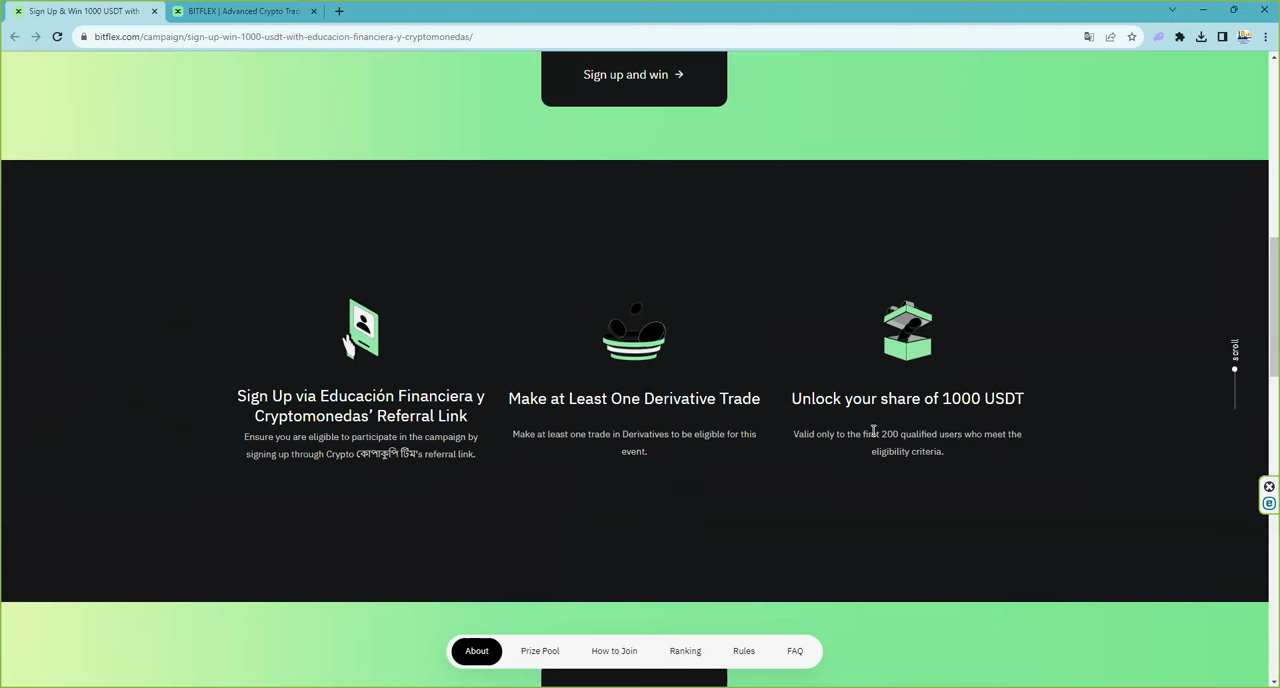 Sign Up & Win 1000 USDT with
BITFLEX | Advanced Crypto Trad
bitflex.com/campaign/sign-up-win-1000-usdt-with-educacion-financiera-y-cryptomonedas/
Sign up and win →
Sign Up via Educación Financiera y
Cryptomonedas’ Referral Link
Ensure you are eligible to participate in the campaign by
signing up through Crypto কোপাকুপি টিম's referral link.
Make at Least One Derivative Trade
Make at least one trade in Derivatives to be eligible for this
event.
Unlock your share of 1000 USDT
Valid only to the first 200 qualified users who meet the
eligibility criteria.
scroll
About
Prize Pool
How to Join
Ranking
Rules
FAQ